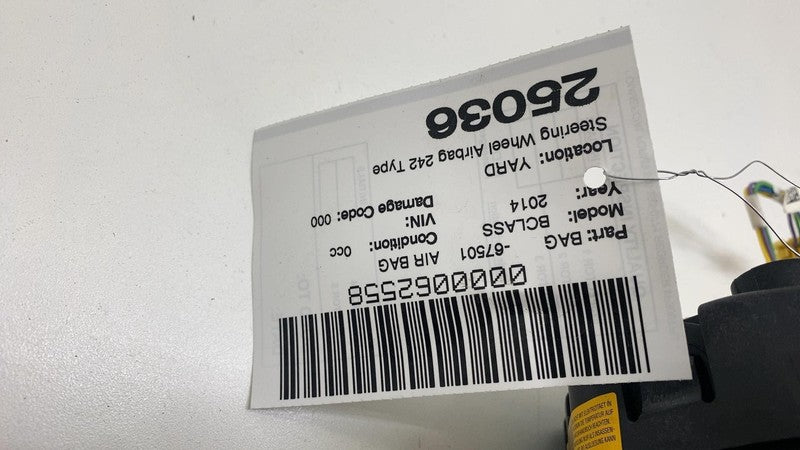 0000062558
Part: BAG -67501 AIR BAG
Model: BCLASS Condition: 0cc
Year: 2014 VIN:
Location: YARD Damage Code: 000
Steering Wheel Airbag 242 Type
25036